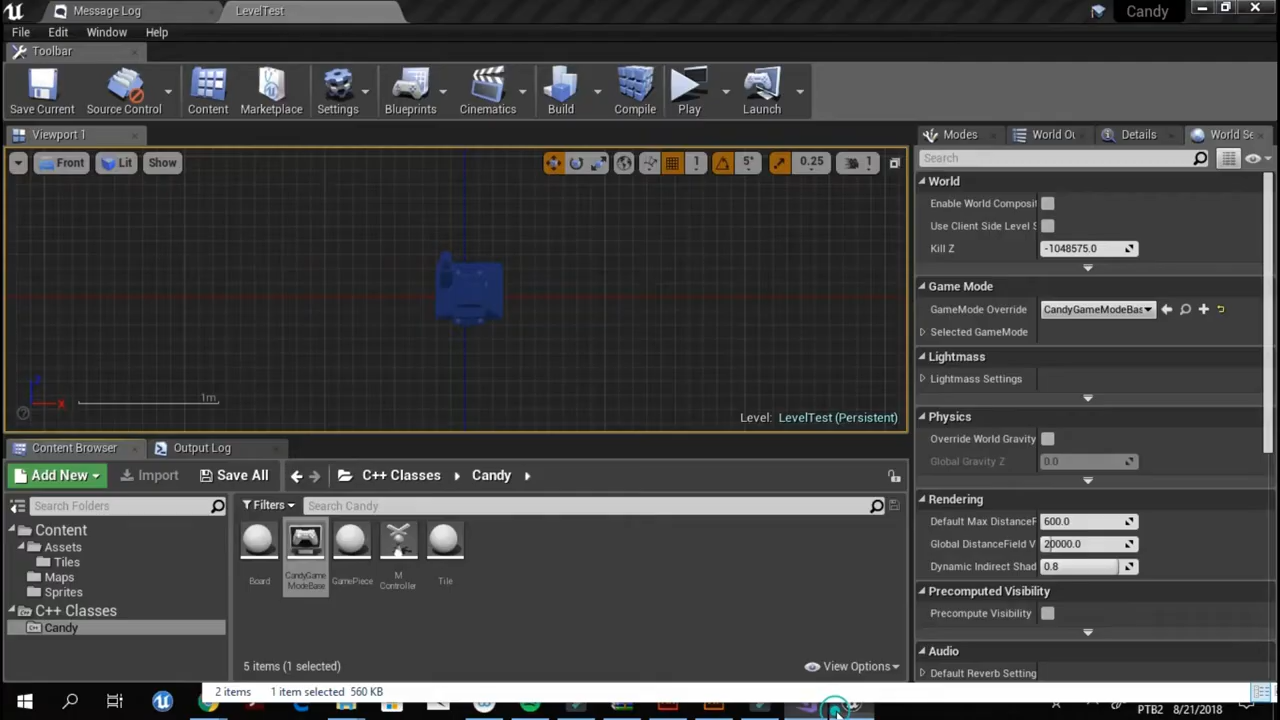 Message Log
LevelTest
Candy
File Edit Window Help
Toolbar
Save Current Source Control Content Marketplace Settings Blueprints Cinematics Build Compile Play Launch
Viewport 1
Modes World Ou Details World Se
Front Lit Show 1 5° 0.25 1
Search
World
Enable World Composit
Use Client Side Level S
Kill Z -1048575.0
Game Mode
GameMode Override CandyGameModeBas
Selected GameMode
Lightmass
Lightmass Settings
1m
Level: LevelTest (Persistent)
Physics
Override World Gravity
Global Gravity Z 0.0
Content Browser Output Log
Add New Import Save All C++ Classes Candy
Rendering
Search Folders
Filters Search Candy
Default Max DistanceF 600.0
Global DistanceField V 20000.0
Dynamic Indirect Shad 0.8
Content
Assets
Tiles
Maps
Sprites
C++ Classes
Candy
Board
CandyGame
ModeBase
GamePiece
M
Controller
Tile
Precomputed Visibility
Precompute Visibility
Audio
Default Reverb Setting
5 items (1 selected) View Options
2 items 1 item selected 560 KB
PTB2 8/21/2018